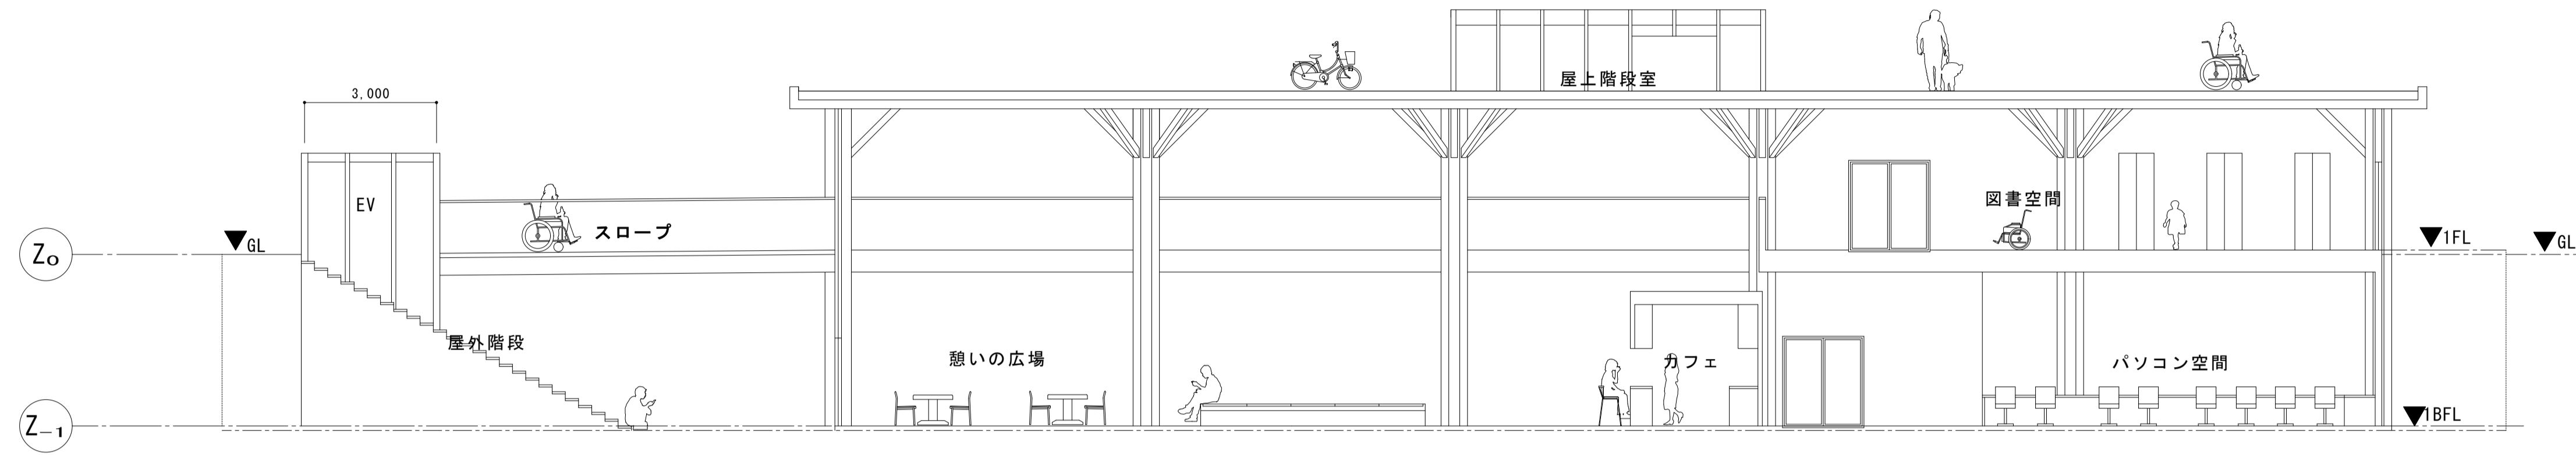 屋上階段室
3,000
EV
図書空間
スロープ
Z0
GL
1FL
GL
屋外階段
憩いの広場
カフェ
パソコン空間
Z-1
1BFL